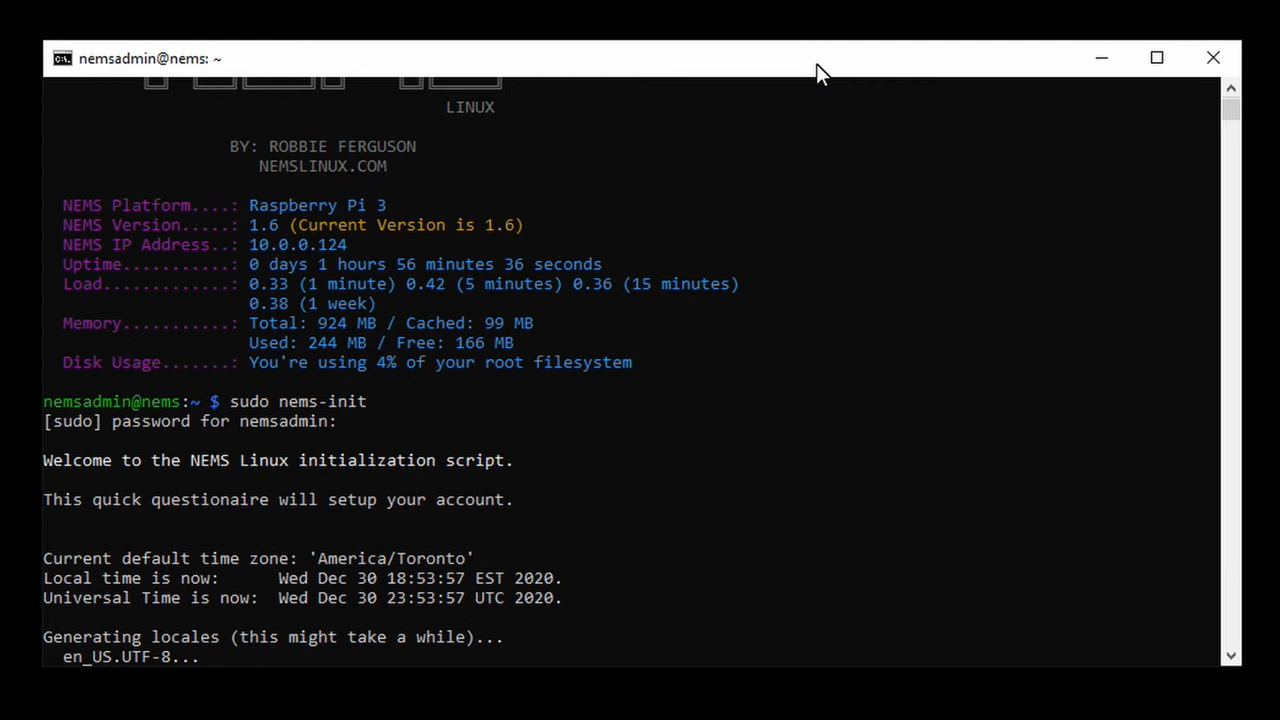 nemsadmin@nems: ~
LINUX
BY: ROBBIE FERGUSON
NEMSLINUX.COM
NEMS Platform....: Raspberry Pi 3
NEMS Version.....: 1.6 (Current Version is 1.6)
NEMS IP Address..: 10.0.0.124
Uptime...........: 0 days 1 hours 56 minutes 36 seconds
Load.............: 0.33 (1 minute) 0.42 (5 minutes) 0.36 (15 minutes)
0.38 (1 week)
Memory...........: Total: 924 MB / Cached: 99 MB
Used: 244 MB / Free: 166 MB
Disk Usage.......: You're using 4% of your root filesystem
nemsadmin@nems:~ $ sudo nems-init
[sudo] password for nemsadmin:
Welcome to the NEMS Linux initialization script.
This quick questionaire will setup your account.
Current default time zone: 'America/Toronto'
Local time is now:      Wed Dec 30 18:53:57 EST 2020.
Universal Time is now:  Wed Dec 30 23:53:57 UTC 2020.
Generating locales (this might take a while)...
en_US.UTF-8...